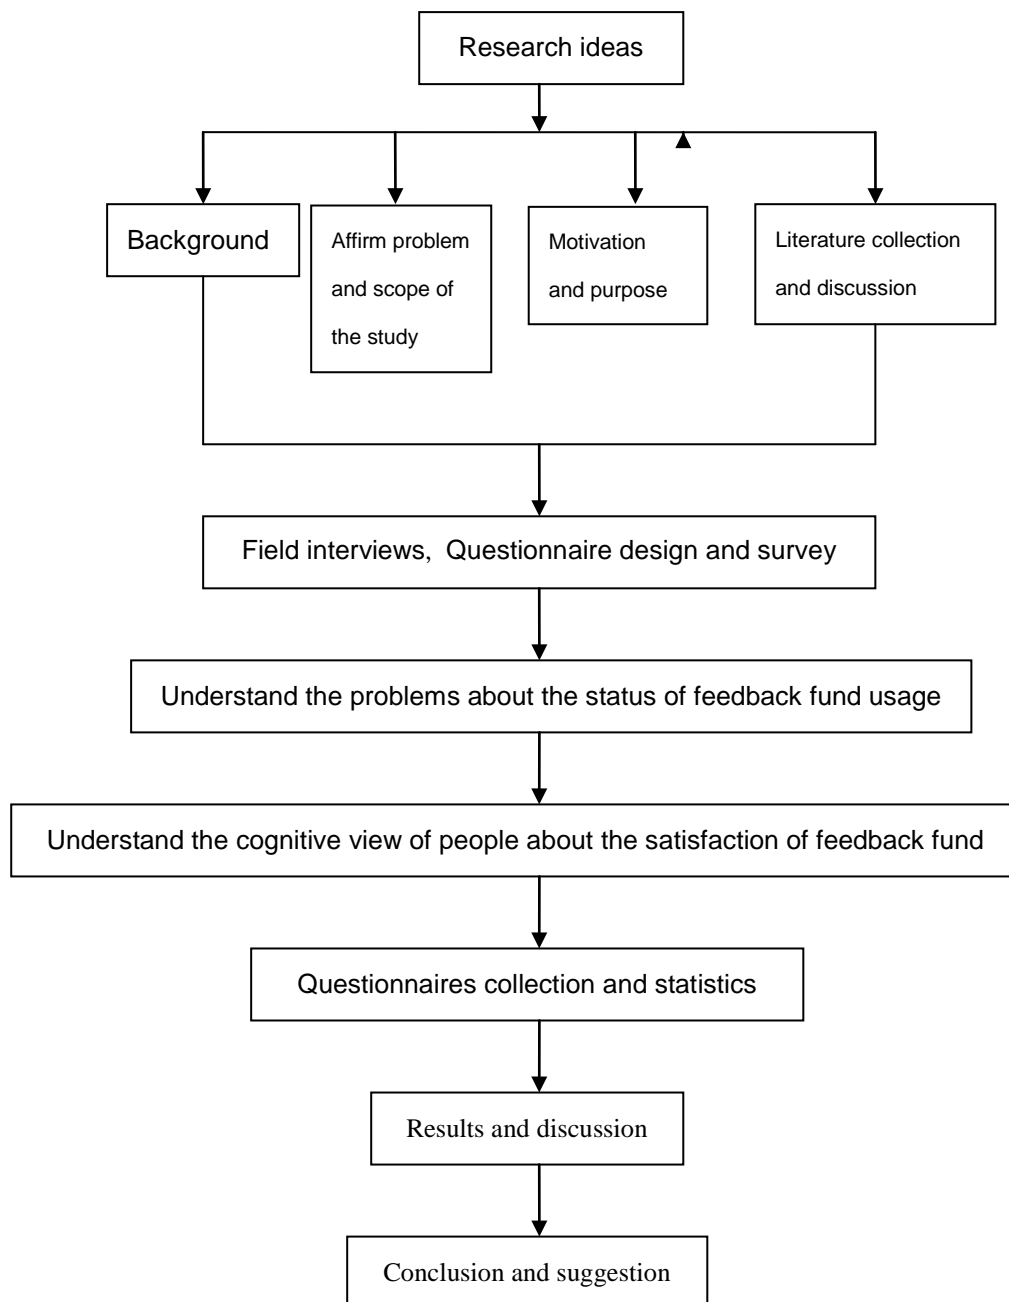 Research ideas
Background
Affirm problem
and scope of
the study
Motivation
and purpose
Literature collection
and discussion
Field interviews, Questionnaire design and survey
Understand the problems about the status of feedback fund usage
Understand the cognitive view of people about the satisfaction of feedback fund
Questionnaires collection and statistics
Results and discussion
Conclusion and suggestion